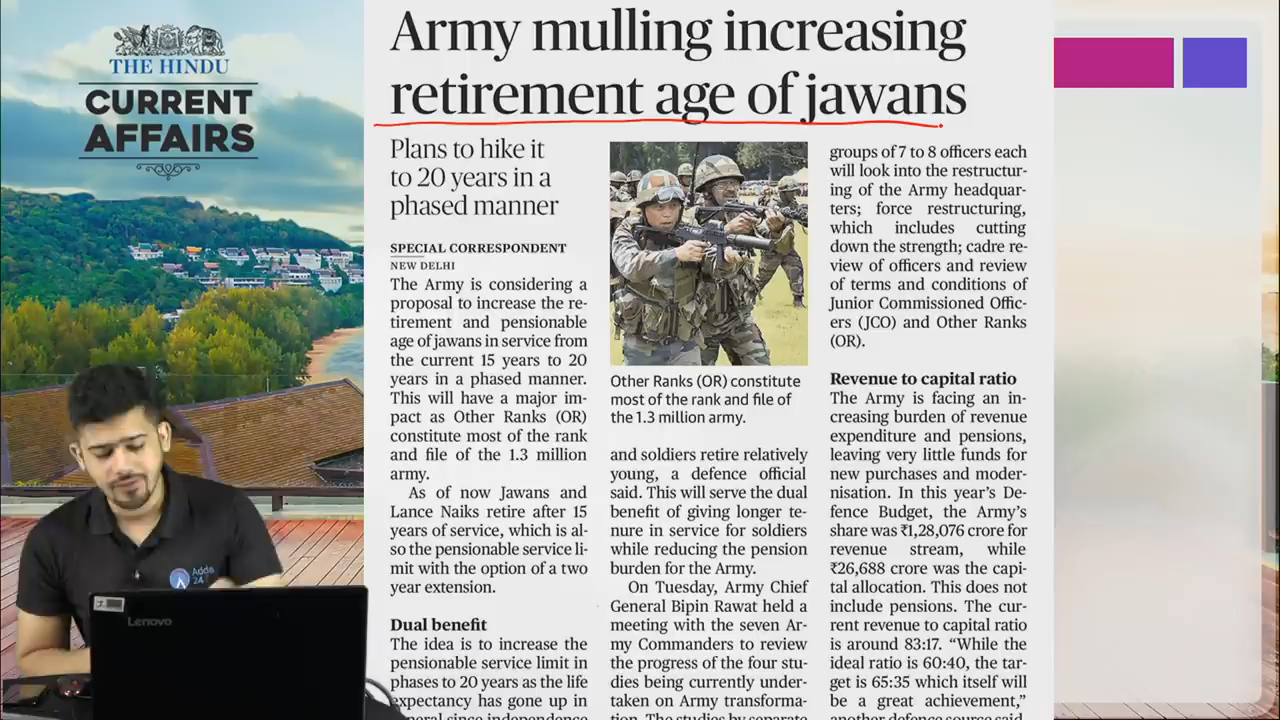 THE HINDU
CURRENT
AFFAIRS
Army mulling increasing
retirement age of jawans
Plans to hike it
to 20 years in a
phased manner
SPECIAL CORRESPONDENT
NEW DELHI
The Army is considering a
proposal to increase the re-
tirement and pensionable
age of jawans in service from
the current 15 years to 20
years in a phased manner.
This will have a major im-
pact as Other Ranks (OR)
constitute most of the rank
and file of the 1.3 million
army.
As of now Jawans and
Lance Naiks retire after 15
years of service, which is al-
so the pensionable service li-
mit with the option of a two
year extension.
Dual benefit
The idea is to increase the
pensionable service limit in
phases to 20 years as the life
expectancy has gone up in
general since independence
Other Ranks (OR) constitute
most of the rank and file of
the 1.3 million army.
and soldiers retire relatively
young, a defence official
said. This will serve the dual
benefit of giving longer te-
nure in service for soldiers
while reducing the pension
burden for the Army.
On Tuesday, Army Chief
General Bipin Rawat held a
meeting with the seven Ar-
my Commanders to review
the progress of the four stu-
dies being currently under-
taken on Army transforma-
tion. The studies by separate
groups of 7 to 8 officers each
will look into the restructur-
ing of the Army headquar-
ters; force restructuring,
which includes cutting
down the strength; cadre re-
view of officers and review
of terms and conditions of
Junior Commissioned Offic-
ers (JCO) and Other Ranks
(OR).
Revenue to capital ratio
The Army is facing an in-
creasing burden of revenue
expenditure and pensions,
leaving very little funds for
new purchases and moder-
nisation. In this year's De-
fence Budget, the Army's
share was ₹1,28,076 crore for
revenue stream, while
₹26,688 crore was the capi-
tal allocation. This does not
include pensions. The cur-
rent revenue to capital ratio
is around 83:17. “While the
ideal ratio is 60:40, the tar-
get is 65:35 which itself will
be a great achievement,”
another defence source said
Adda
24
Lenovo